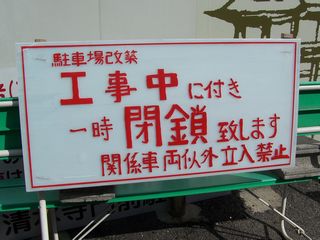 駐車場改築
工事中に付き
一時閉鎖致します
関係車両以外立入禁止